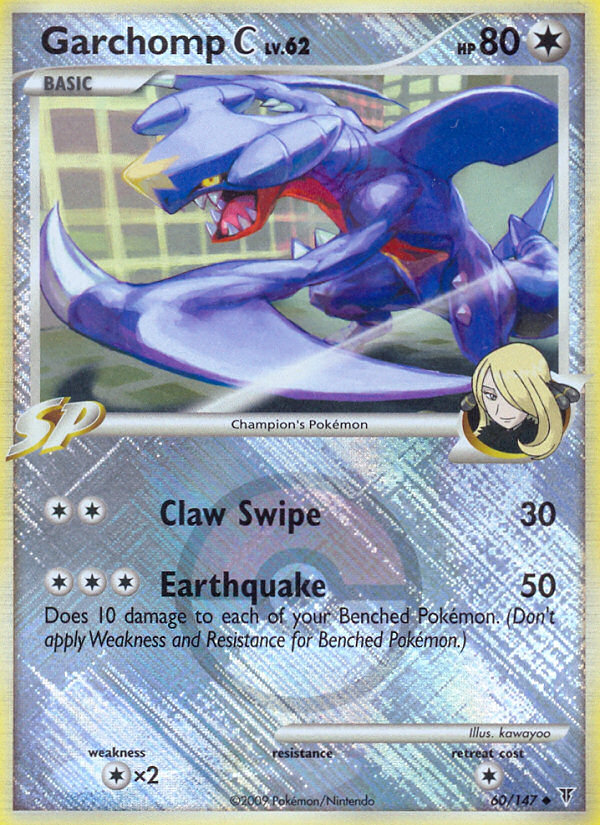 Garchomp C LV.62 HP 80
BASIC
SP
Champion's Pokémon
Claw Swipe 30
Earthquake 50
Does 10 damage to each of your Benched Pokémon. (Don't
apply Weakness and Resistance for Benched Pokémon.)
Illus. kawayoo
weakness resistance retreat cost
×2
©2009 Pokémon/Nintendo 60/147